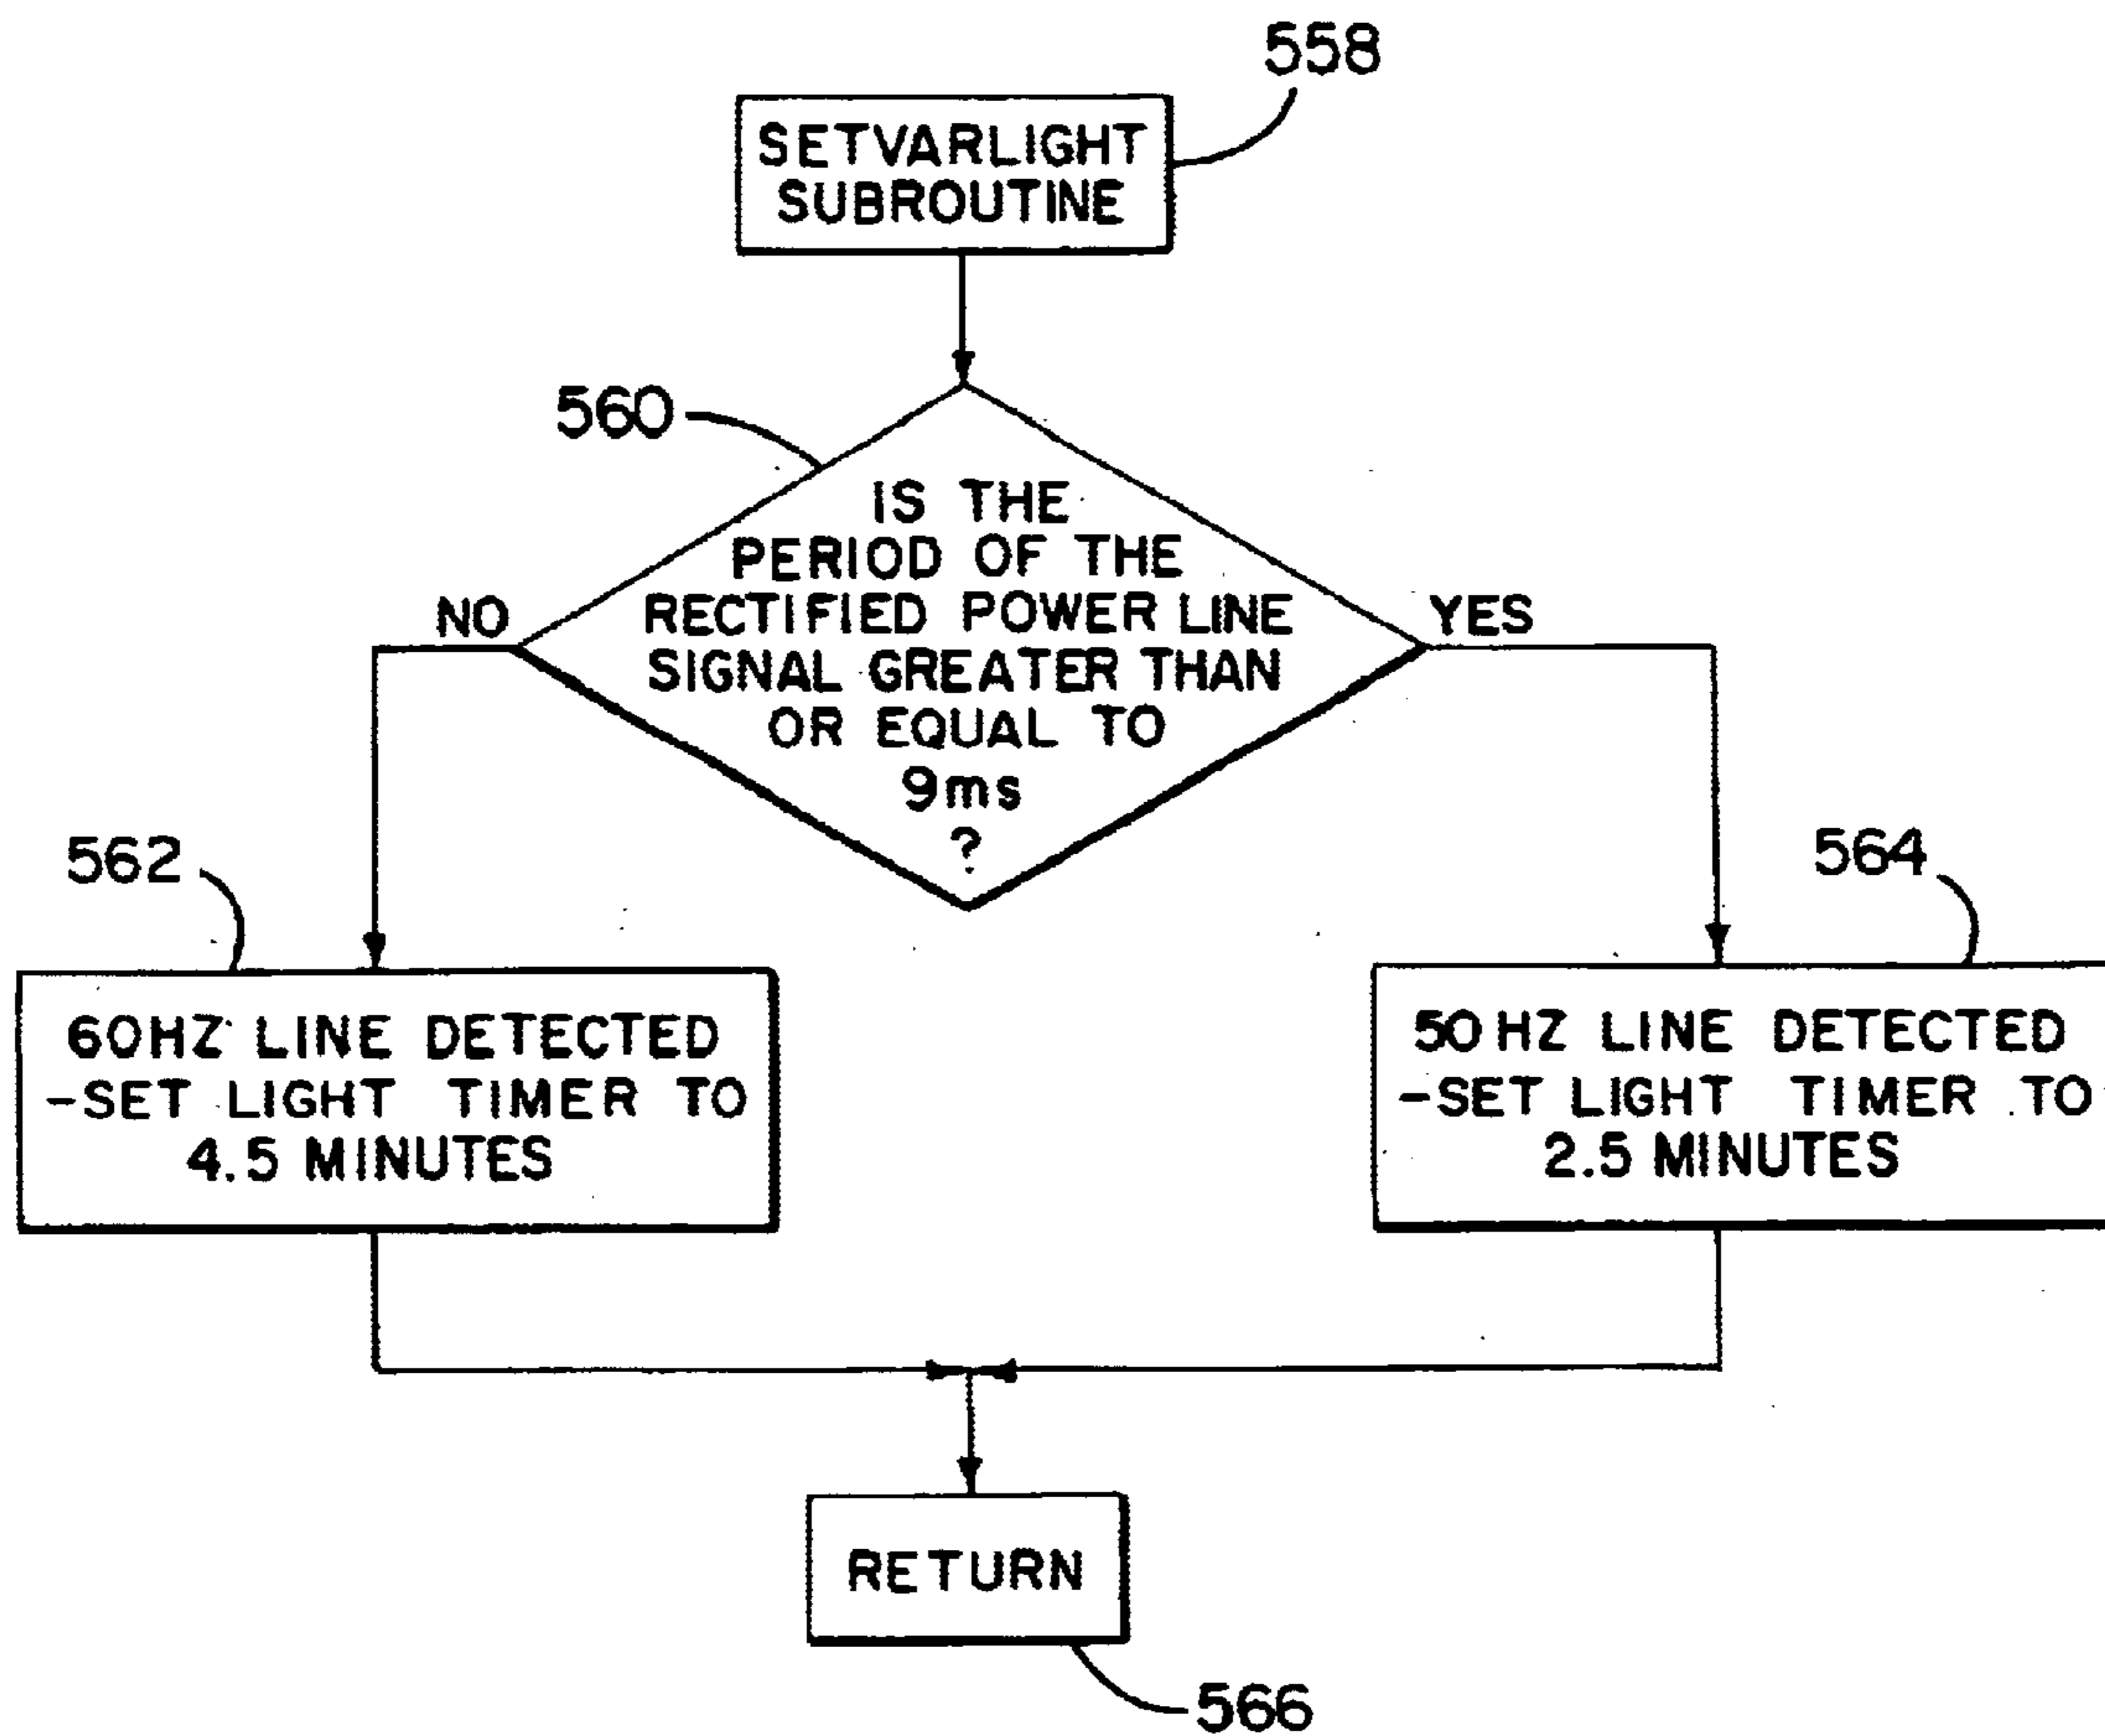 558
SETVARLIGHT
SUBROUTINE
560
IS THE
PERIOD OF THE
RECTIFIED POWER LINE
SIGNAL GREATER THAN
OR EQUAL TO
9ms
?
NO
YES
562
564
60HZ LINE DETECTED
-SET LIGHT TIMER TO
4.5 MINUTES
50HZ LINE DETECTED
-SET LIGHT TIMER TO
2.5 MINUTES
RETURN
566